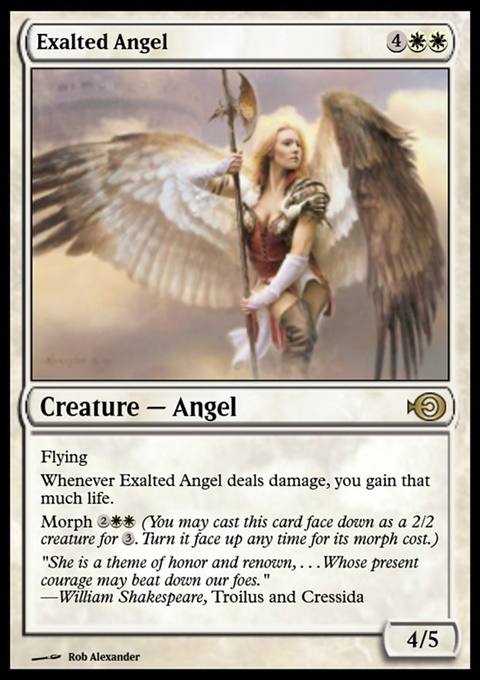 Exalted Angel 4
Creature — Angel
Flying
Whenever Exalted Angel deals damage, you gain that
much life.
Morph 2 (You may cast this card face down as a 2/2
creature for 3. Turn it face up any time for its morph cost.)
"She is a theme of honor and renown, . . . Whose present
courage may beat down our foes."
—William Shakespeare, Troilus and Cressida
4/5
Rob Alexander